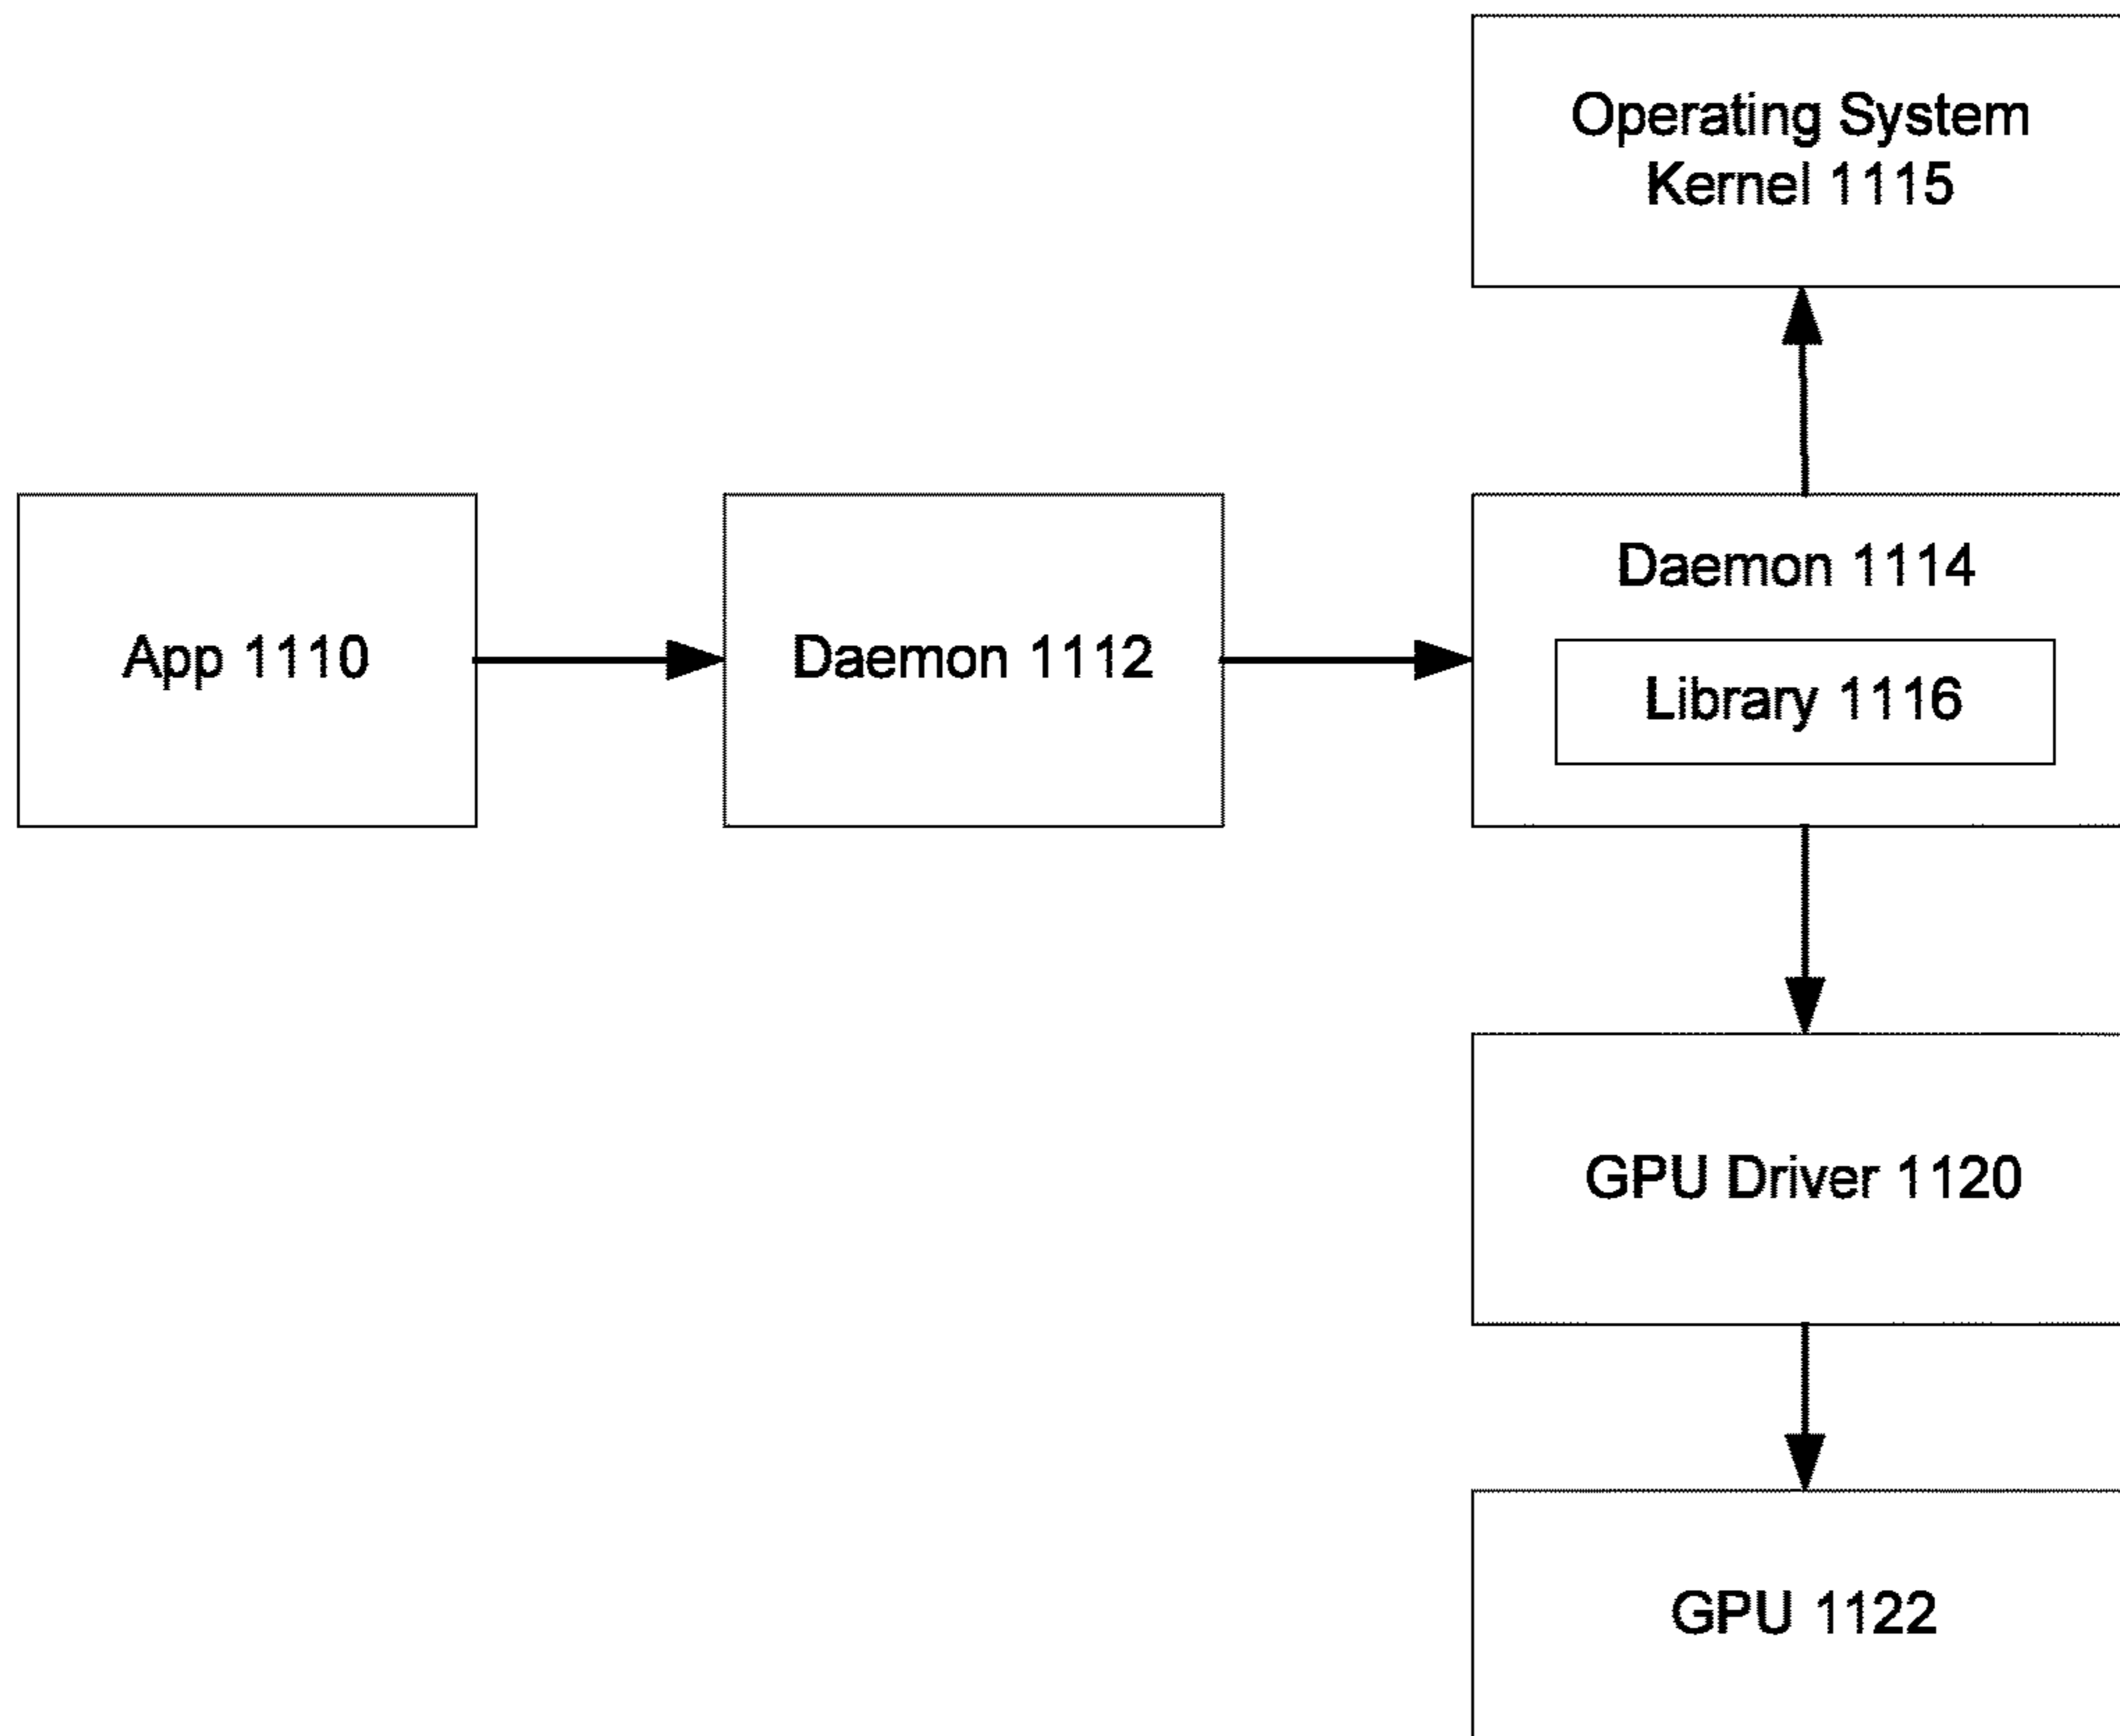 Operating System
Kernel 1115
App 1110
Daemon 1112
Daemon 1114
Library 1116
GPU Driver 1120
GPU 1122